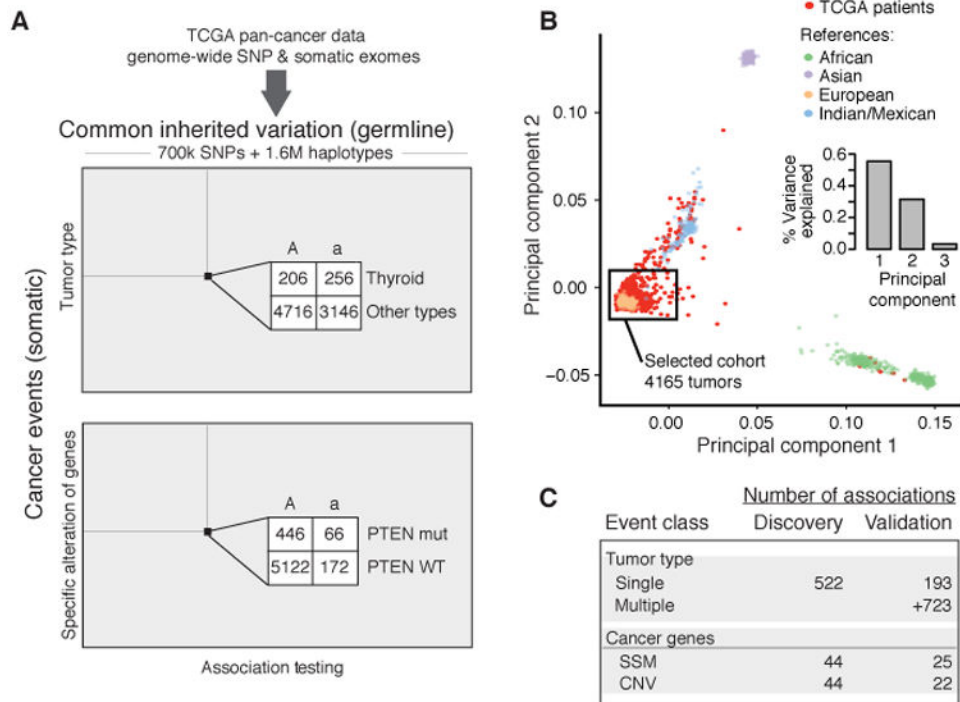 A
TCGA pan-cancer data
genome-wide SNP & somatic exomes
Common inherited variation (germline)
700k SNPs + 1.6M haplotypes
Cancer events (somatic)
Tumor type
A a
206 256 Thyroid
4716 3146 Other types
Specific alteration of genes
A a
446 66 PTEN mut
5122 172 PTEN WT
Association testing
B
TCGA patients
References:
African
Asian
European
Indian/Mexican
Principal component 2
0.10
0.05
0.00
−0.05
0.00 0.05 0.10 0.15
Principal component 1
Selected cohort
4165 tumors
% Variance
explained
0.6
0.4
0.2
0.0
1 2 3
Principal
component
C
Number of associations
Event class Discovery Validation
Tumor type
Single 522 193
Multiple +723
Cancer genes
SSM 44 25
CNV 44 22